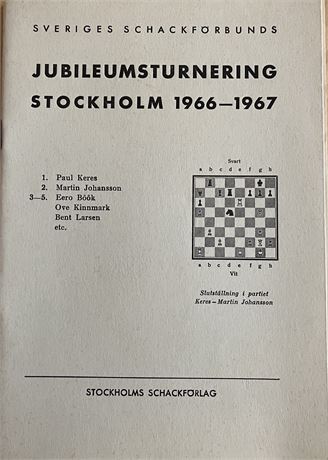 SVERIGES SCHACKFÖRBUNDS
JUBILEUMSTURNERING
STOCKHOLM 1966—1967
1. Paul Keres
2. Martin Johansson
3—5. Eero Böök
Ove Kinnmark
Bent Larsen
etc.
Svart
a b c d e f g h
a b c d e f g h
Vit
Slutställning i partiet
Keres – Martin Johansson
STOCKHOLMS SCHACKFÖRLAG